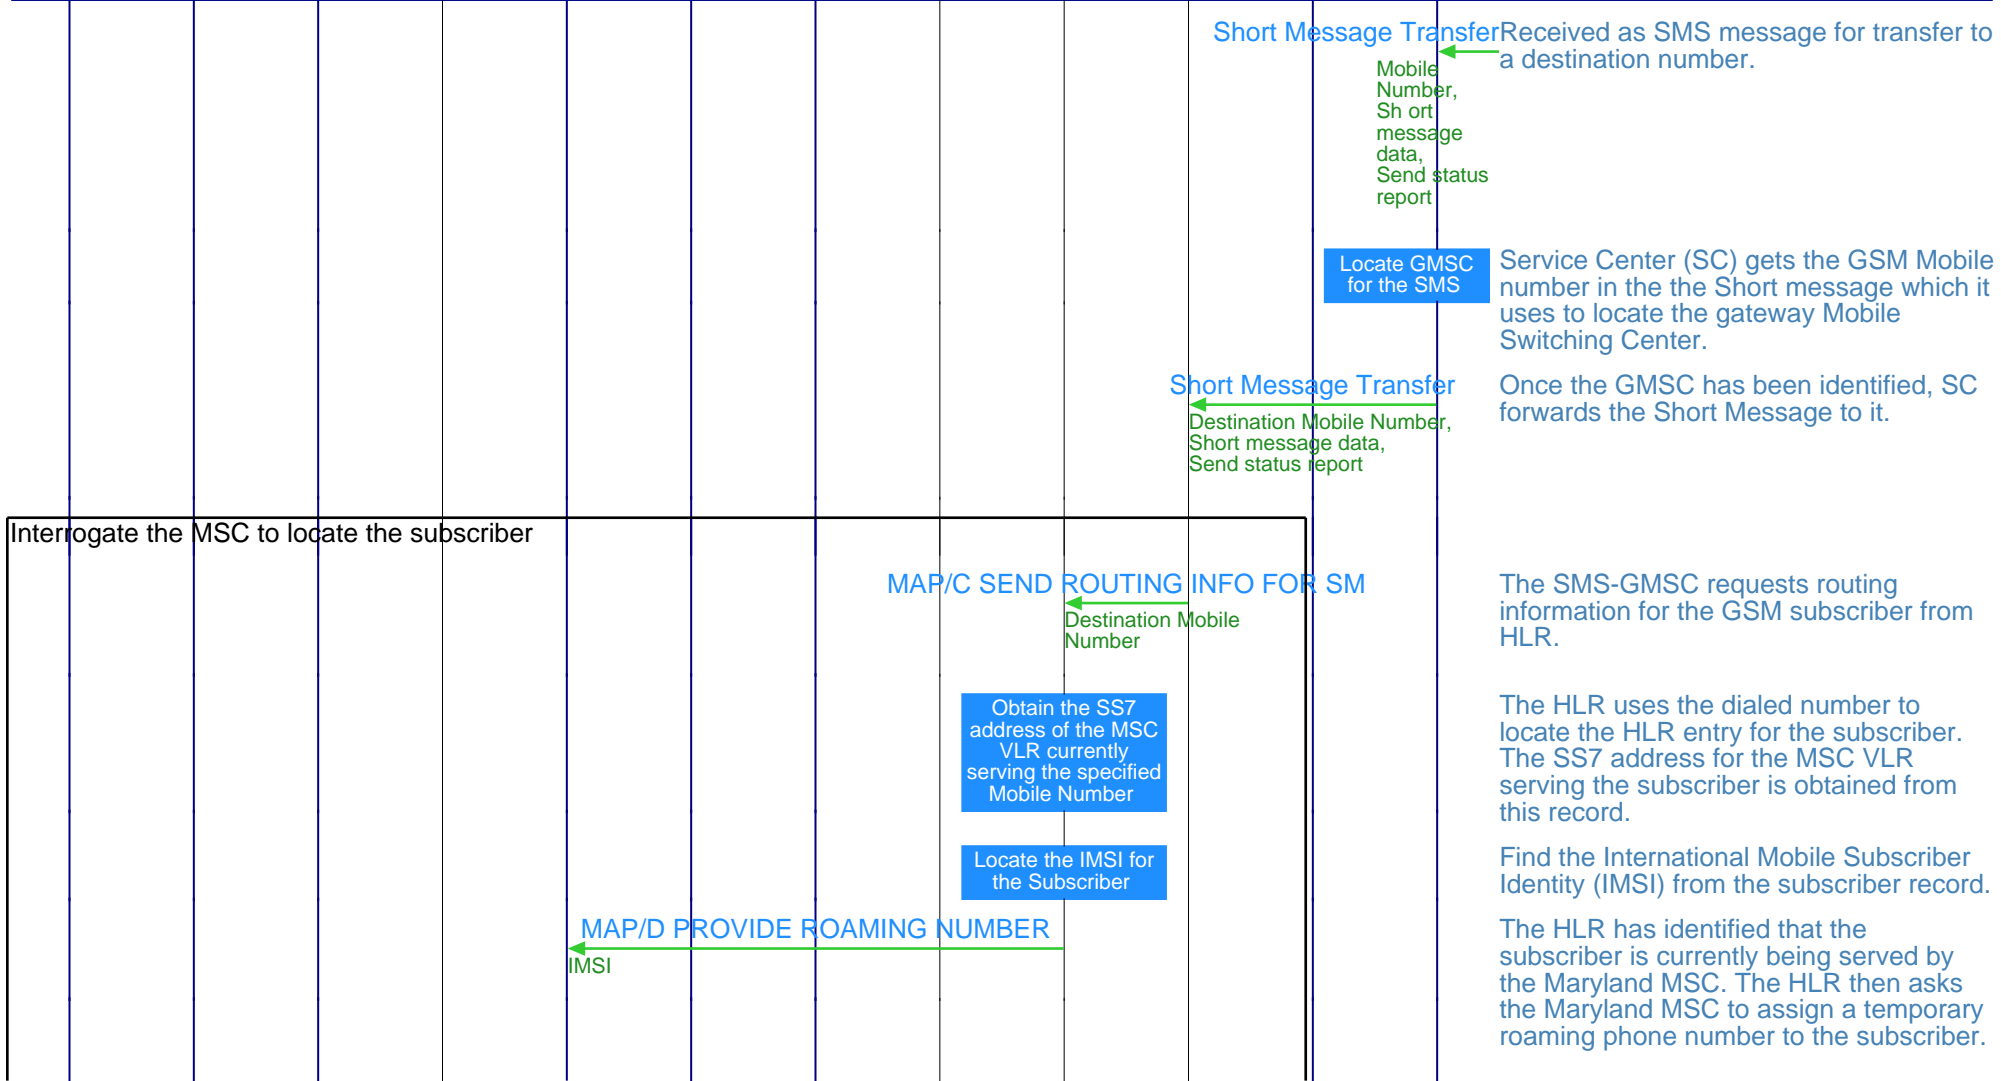 Short Message Transfer
Received as SMS message for transfer to
a destination number.
Mobile
Number,
Sh ort
message
data,
Send status
report
Locate GMSC
for the SMS
Service Center (SC) gets the GSM Mobile
number in the the Short message which it
uses to locate the gateway Mobile
Switching Center.
Short Message Transfer
Destination Mobile Number,
Short message data,
Send status report
Once the GMSC has been identified, SC
forwards the Short Message to it.
Interrogate the MSC to locate the subscriber
MAP/C SEND ROUTING INFO FOR SM
Destination Mobile
Number
The SMS-GMSC requests routing
information for the GSM subscriber from
HLR.
Obtain the SS7
address of the MSC
VLR currently
serving the specified
Mobile Number
The HLR uses the dialed number to
locate the HLR entry for the subscriber.
The SS7 address for the MSC VLR
serving the subscriber is obtained from
this record.
Locate the IMSI for
the Subscriber
Find the International Mobile Subscriber
Identity (IMSI) from the subscriber record.
MAP/D PROVIDE ROAMING NUMBER
IMSI
The HLR has identified that the
subscriber is currently being served by
the Maryland MSC. The HLR then asks
the Maryland MSC to assign a temporary
roaming phone number to the subscriber.